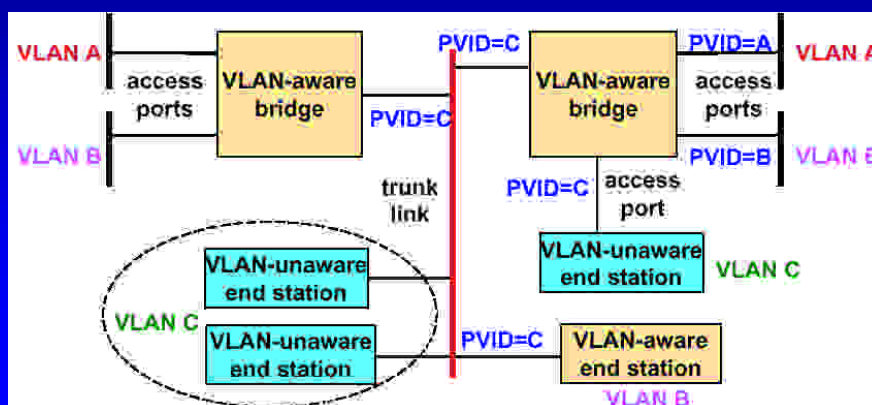 VLAN A
access
ports
VLAN B
VLAN-aware
bridge
PVID=C
trunk
link
PVID=C
VLAN-aware
bridge
PVID=A
access
ports
PVID=B
VLAN A
VLAN B
PVID=C
access
port
VLAN-unaware
end station
VLAN C
VLAN-unaware
end station
VLAN C
VLAN-unaware
end station
PVID=C
VLAN-aware
end station
VLAN B